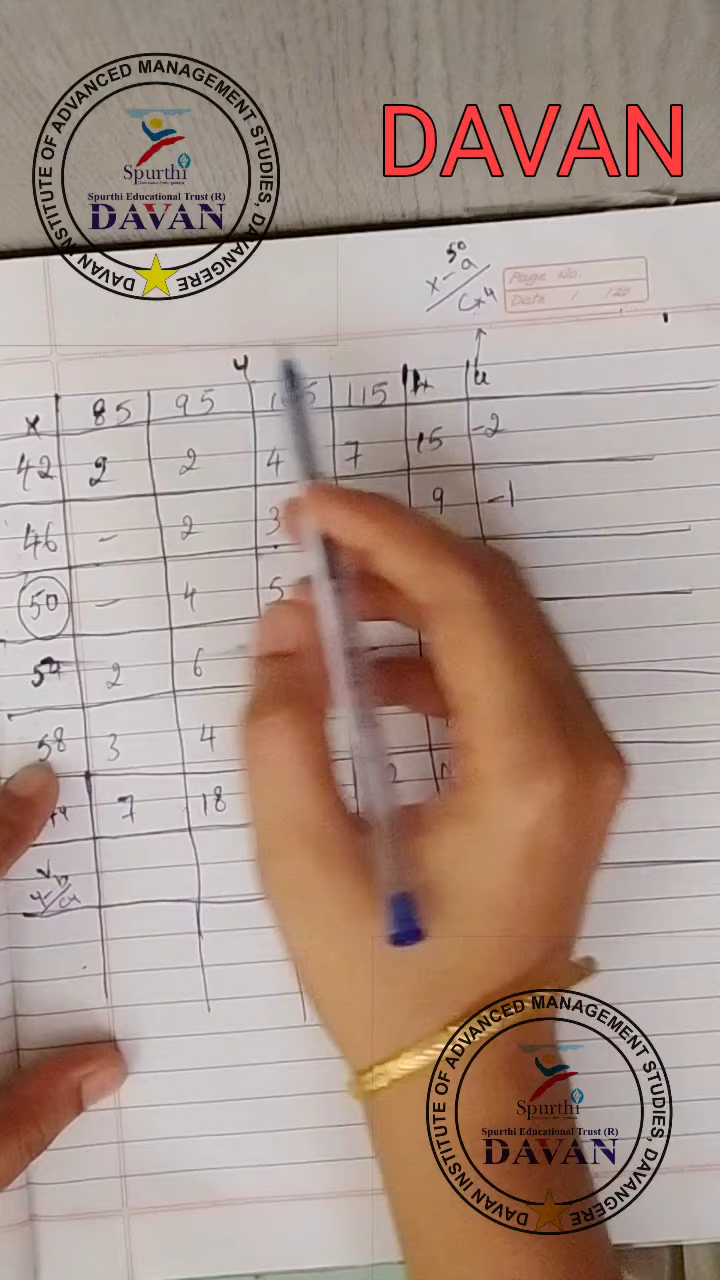 DAVAN
DAVAN INSTITUTE OF ADVANCED MANAGEMENT STUDIES, DAVANGERE
Spurthi
Spurthi Educational Trust (R)
DAVAN
50
x - a
Cx 4
Page No.
Date / /20
y
x 85 95 115 u
42 2 2 4 7 15 -2
46 - 2 3 9 -1
50 - 4 5
54 2 6
58 3 4
7 18
V
DAVAN INSTITUTE OF ADVANCED MANAGEMENT STUDIES, DAVANGERE
Spurthi
Spurthi Educational Trust (R)
DAVAN